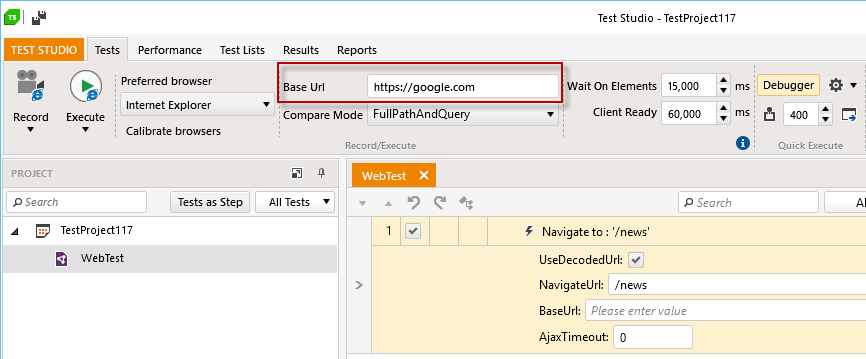 TS
Test Studio - TestProject117
TEST STUDIO Tests Performance Test Lists Results Reports
Record
Execute
Preferred browser
Internet Explorer
Calibrate browsers
Base Url https://google.com
Compare Mode FullPathAndQuery
Record/Execute
Wait On Elements 15,000 ms
Client Ready 60,000 ms
i
Debugger
400
Quick Execute
PROJECT
Search Tests as Step All Tests
TestProject117
WebTest
WebTest
Search Al
1 Navigate to : '/news'
UseDecodedUrl:
NavigateUrl: /news
BaseUrl: Please enter value
AjaxTimeout: 0